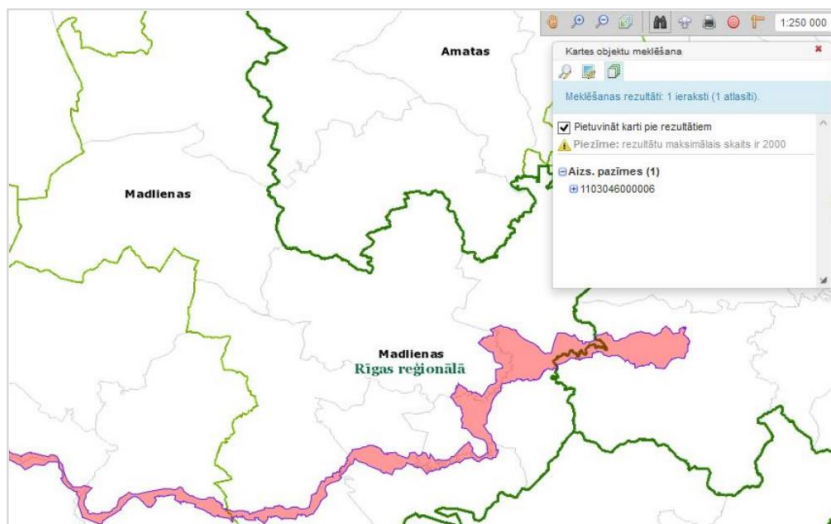 1:250 000
Kartes objektu meklēšana
Meklēšanas rezultāti: 1 ieraksti (1 atlasīti).
Pietuvināt karti pie rezultātiem
Piezīme: rezultātu maksimālais skaits ir 2000
Aizs. pazīmes (1)
1103046000006
Amatas
Madlienas
Madlienas
Rīgas reģionālā